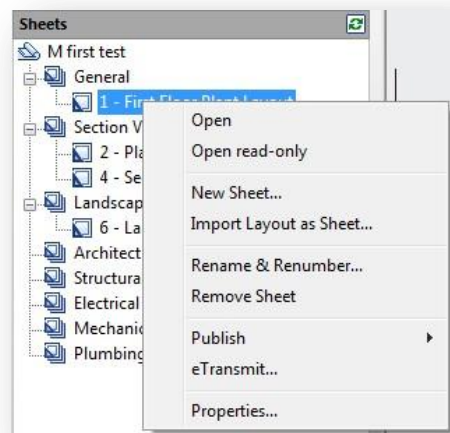 Sheets
M first test
General
1 - First Floor Plant Layout
Section V
2 - Pla
4 - Se
Landscap
6 - La
Architect
Structura
Electrical
Mechanic
Plumbing
Open
Open read-only
New Sheet...
Import Layout as Sheet...
Rename & Renumber...
Remove Sheet
Publish
eTransmit...
Properties...